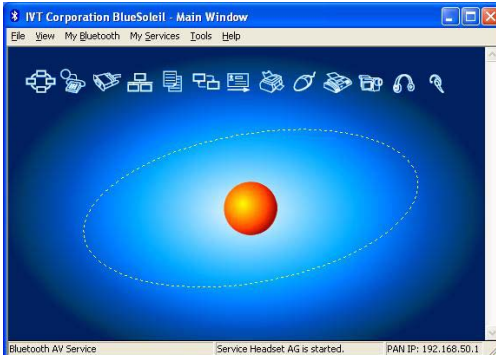 IVT Corporation BlueSoleil - Main Window
File View My Bluetooth My Services Tools Help
Bluetooth AV Service Service Headset AG is started. PAN IP: 192.168.50.1